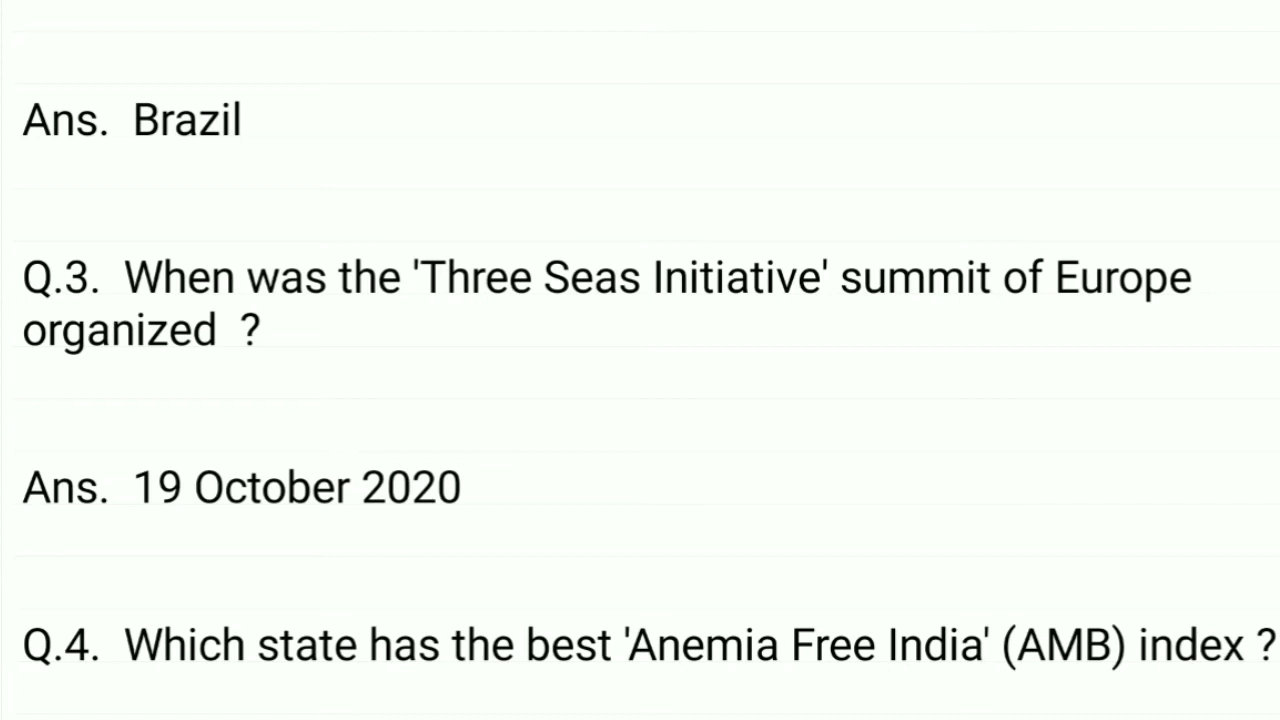 Ans. Brazil
Q.3. When was the 'Three Seas Initiative' summit of Europe
organized ?
Ans. 19 October 2020
Q.4. Which state has the best 'Anemia Free India' (AMB) index ?